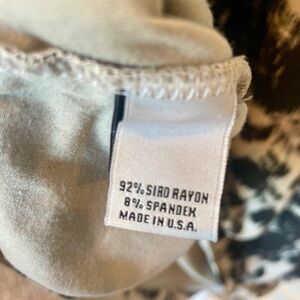 92% SIRO RAYON
8% SPANDEX
MADE IN U.S.A.